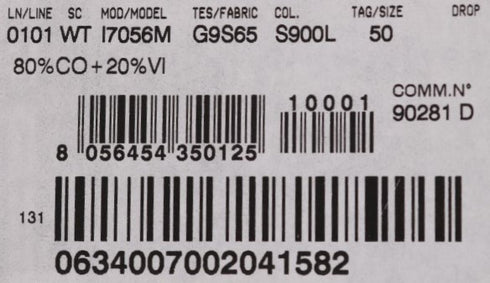 LN/LINE SC MOD/MODEL TES/FABRIC COL. TAG/SIZE DROP
0101 WT I7056M G9S65 S900L 50
80%CO+20%VI
COMM.N°
90281 D
10001
8 056454 350125
131
0634007002041582